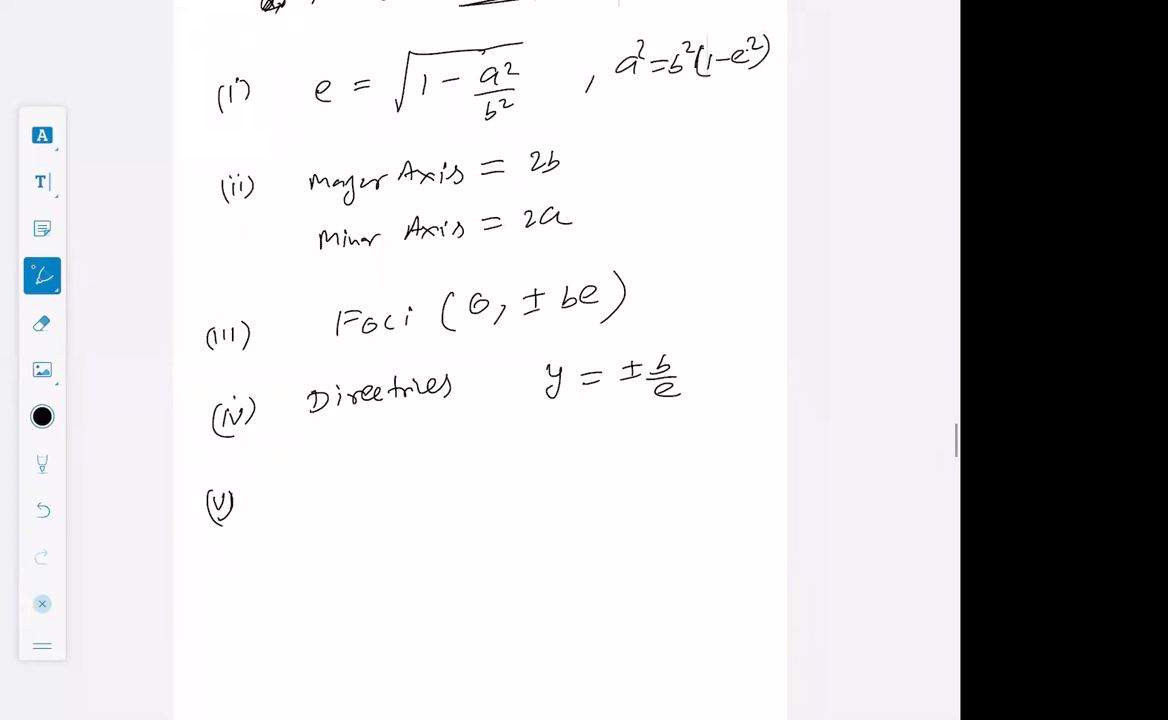 (i) e = √(1 - a²/b²) , a² = b²(1-e²)
(ii) Major Axis = 2b
Minor Axis = 2a
(iii) Foci (0, ± be)
(iv) Directries y = ± b/e
(v)
A
T